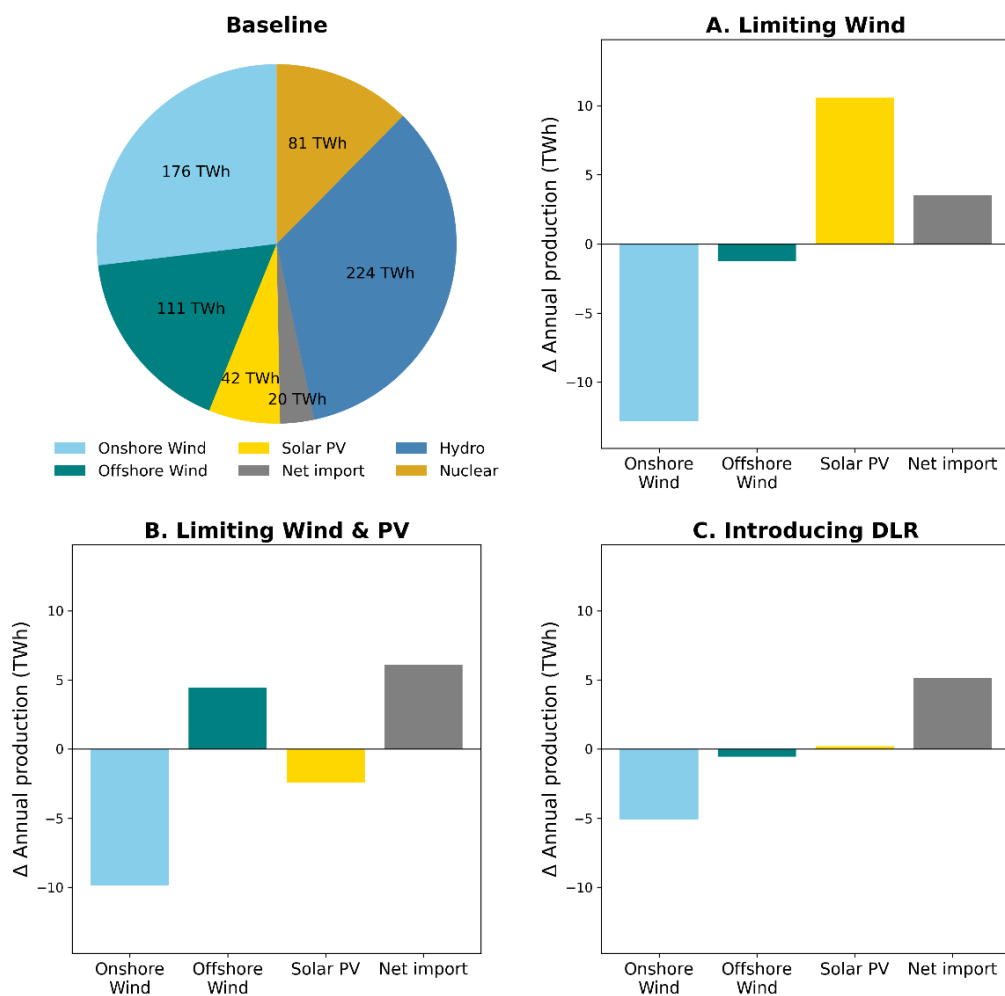 Baseline
81 TWh
176 TWh
224 TWh
111 TWh
42 TWh
20 TWh
Onshore Wind
Solar PV
Hydro
Offshore Wind
Net import
Nuclear
A. Limiting Wind
Δ Annual production (TWh)
10
5
0
−5
−10
Onshore
Wind
Offshore
Wind
Solar PV
Net import
B. Limiting Wind & PV
Δ Annual production (TWh)
10
5
0
−5
−10
Onshore
Wind
Offshore
Wind
Solar PV
Net import
C. Introducing DLR
Δ Annual production (TWh)
10
5
0
−5
−10
Onshore
Wind
Offshore
Wind
Solar PV
Net import